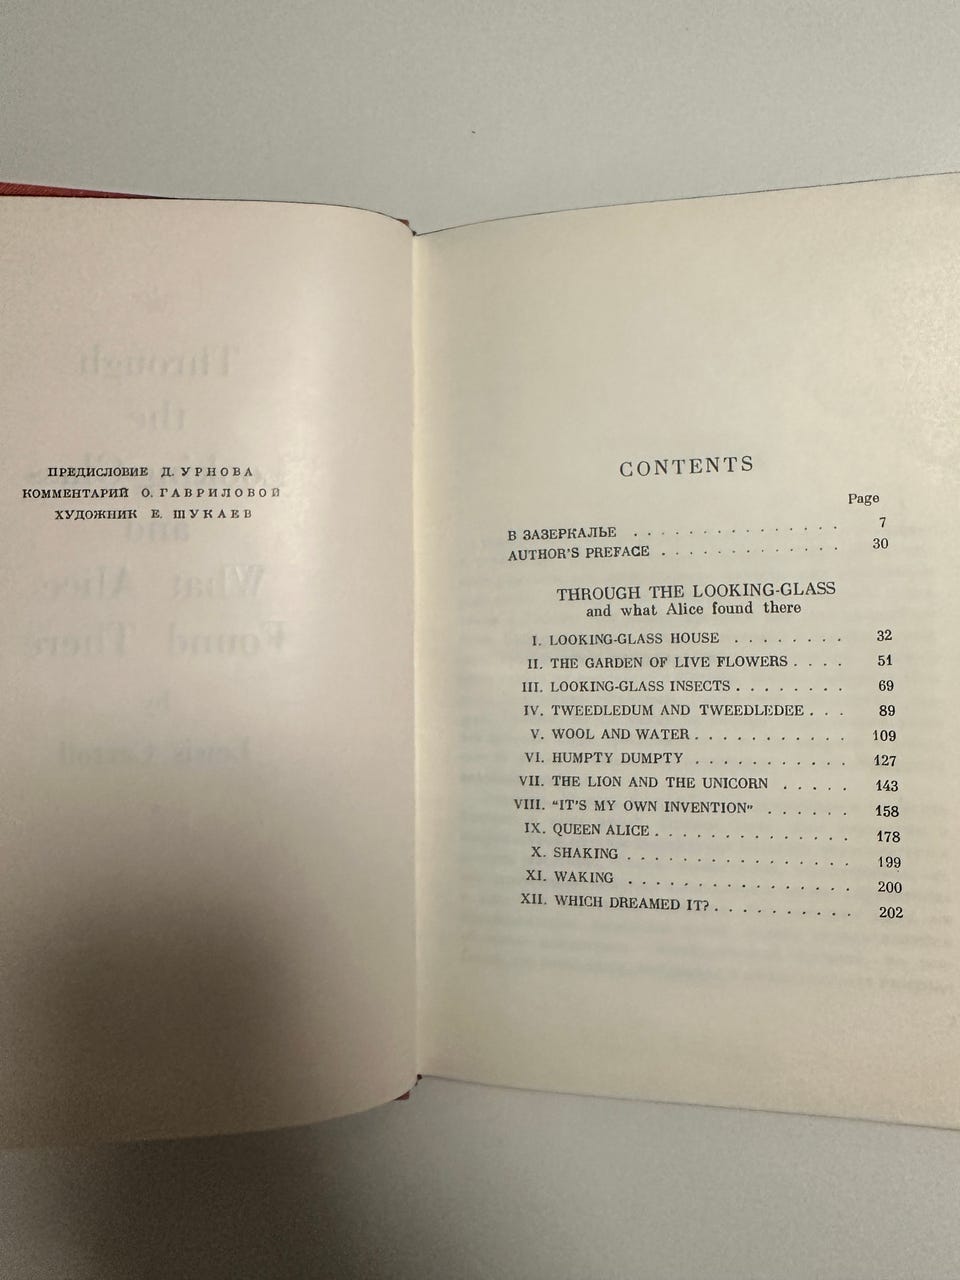 ПРЕДИСЛОВИЕ Д. УРНОВА
КОММЕНТАРИЙ О. ГАВРИЛОВОЙ
ХУДОЖНИК Е. ШУКАЕВ
CONTENTS
Page
В ЗАЗЕРКАЛЬЕ . . . . . . . . . . . . . . 7
AUTHOR'S PREFACE . . . . . . . . . . . . 30
THROUGH THE LOOKING-GLASS
and what Alice found there
I. LOOKING-GLASS HOUSE . . . . . . . . 32
II. THE GARDEN OF LIVE FLOWERS . . . . 51
III. LOOKING-GLASS INSECTS . . . . . . . . 69
IV. TWEEDLEDUM AND TWEEDLEDEE . . . 89
V. WOOL AND WATER . . . . . . . . . . . 109
VI. HUMPTY DUMPTY . . . . . . . . . . . 127
VII. THE LION AND THE UNICORN . . . . . 143
VIII. “IT'S MY OWN INVENTION” . . . . . . 158
IX. QUEEN ALICE . . . . . . . . . . . . . 178
X. SHAKING . . . . . . . . . . . . . . . 199
XI. WAKING . . . . . . . . . . . . . . . 200
XII. WHICH DREAMED IT? . . . . . . . . . . 202